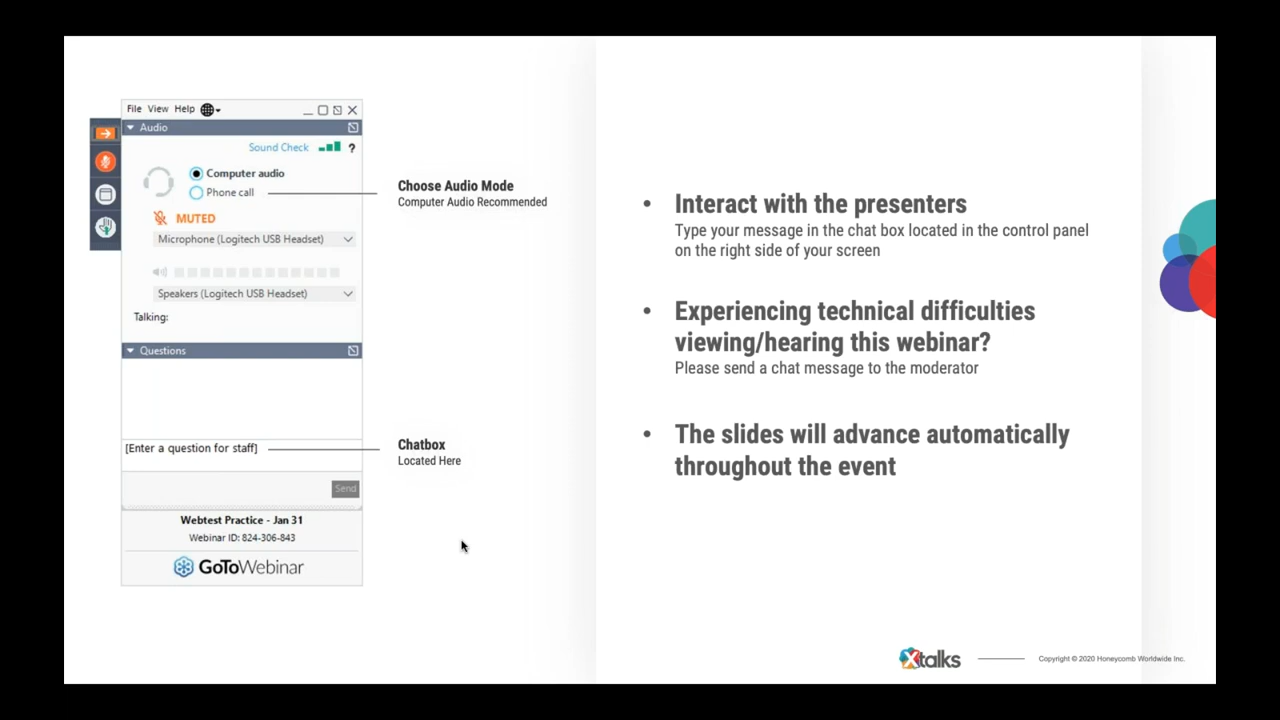 File View Help
Audio
Sound Check ?
Computer audio
Phone call
MUTED
Microphone (Logitech USB Headset)
Speakers (Logitech USB Headset)
Talking:
Questions
[Enter a question for staff]
Send
Webtest Practice - Jan 31
Webinar ID: 824-306-843
GoToWebinar
Choose Audio Mode
Computer Audio Recommended
Chatbox
Located Here
• Interact with the presenters
Type your message in the chat box located in the control panel
on the right side of your screen
• Experiencing technical difficulties
viewing/hearing this webinar?
Please send a chat message to the moderator
• The slides will advance automatically
throughout the event
Xtalks
Copyright © 2020 Honeycomb Worldwide Inc.